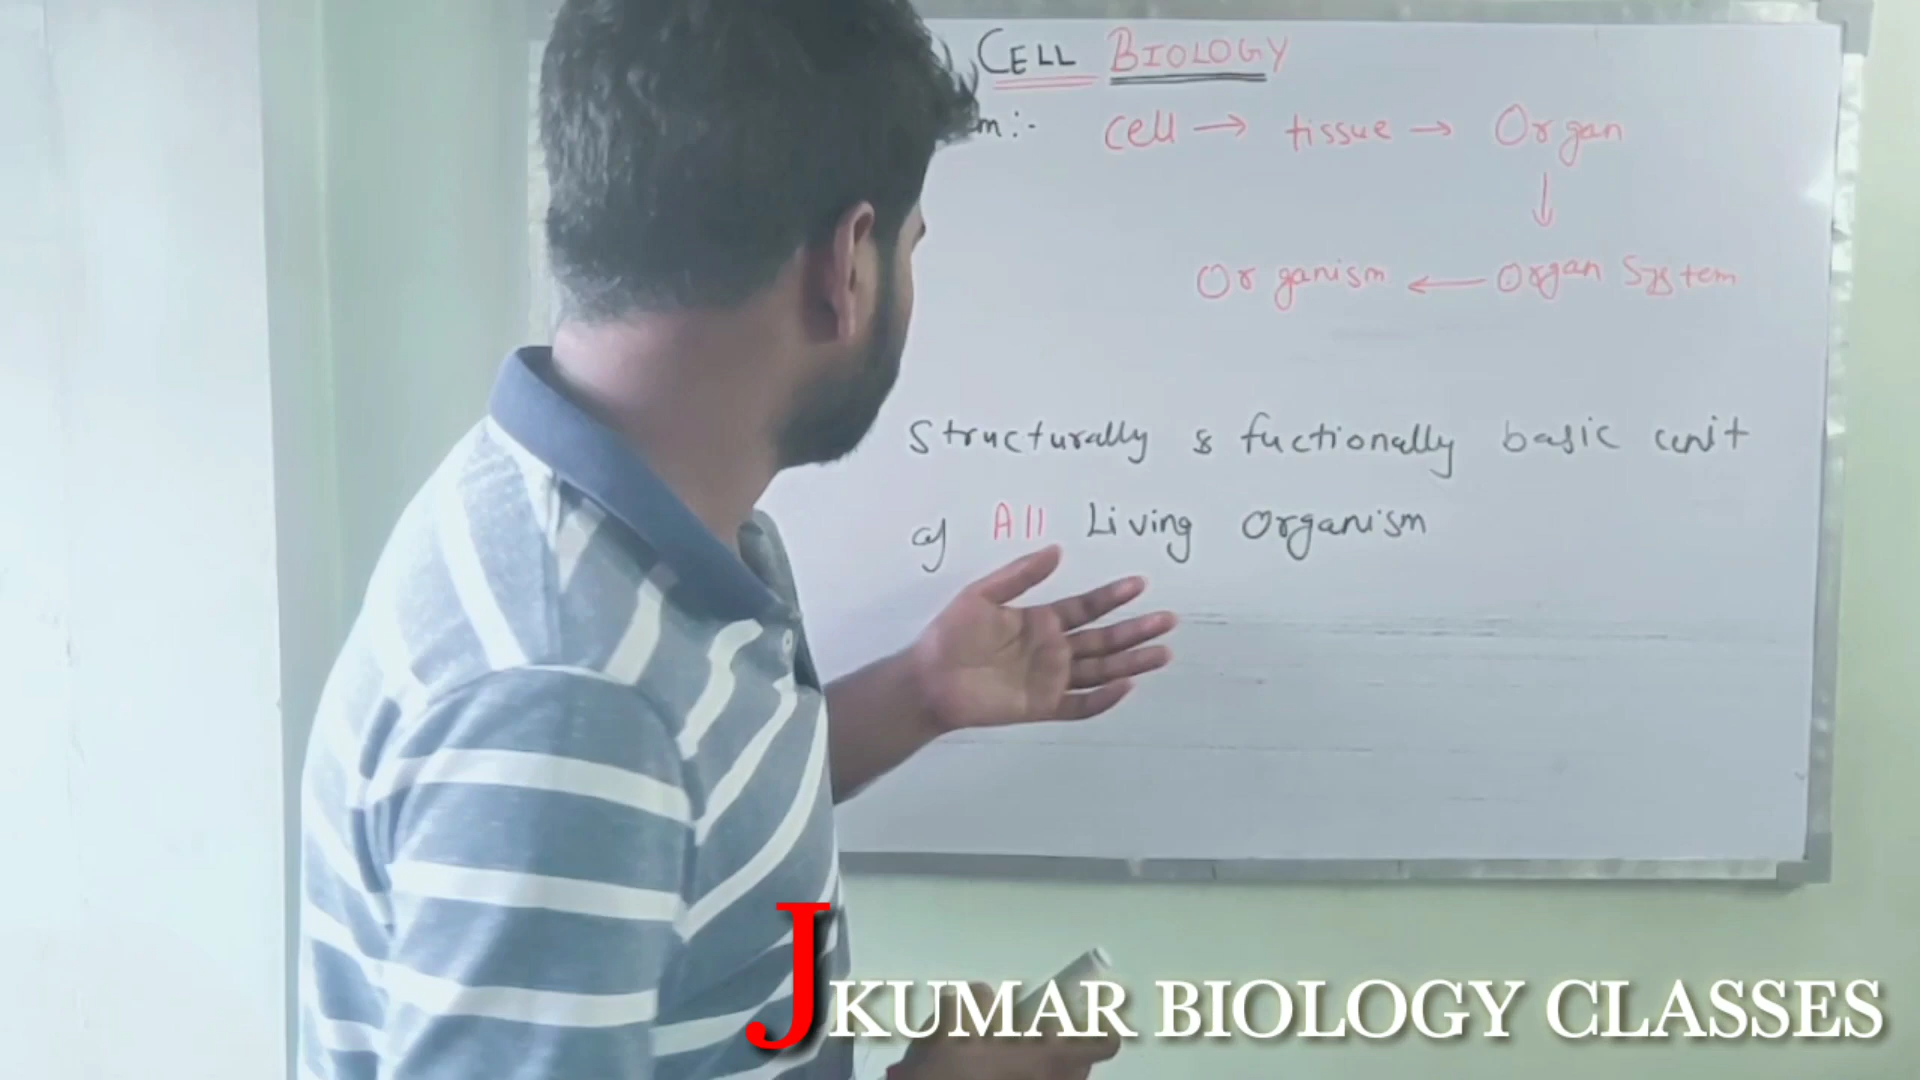 CELL BIOLOGY
m:- Cell → tissue → Organ
↓
Organism ← Organ System
Structurally & fuctionally basic unit
of All Living Organism
JKUMAR BIOLOGY CLASSES